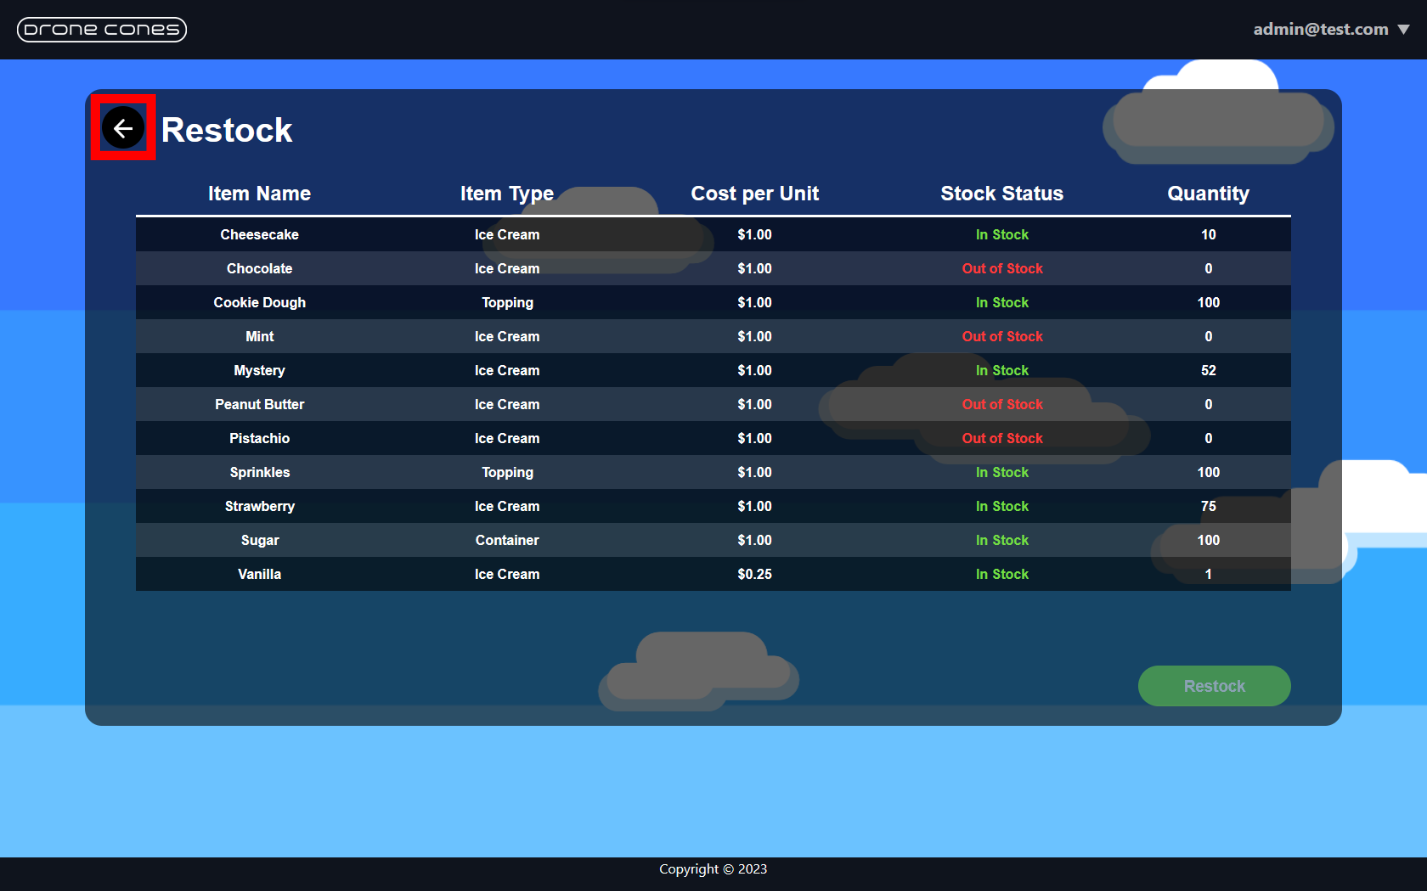 Drone cones
admin@test.com ▼
Restock
Item Name Item Type Cost per Unit Stock Status Quantity
Cheesecake Ice Cream $1.00 In Stock 10
Chocolate Ice Cream $1.00 Out of Stock 0
Cookie Dough Topping $1.00 In Stock 100
Mint Ice Cream $1.00 Out of Stock 0
Mystery Ice Cream $1.00 In Stock 52
Peanut Butter Ice Cream $1.00 Out of Stock 0
Pistachio Ice Cream $1.00 Out of Stock 0
Sprinkles Topping $1.00 In Stock 100
Strawberry Ice Cream $1.00 In Stock 75
Sugar Container $1.00 In Stock 100
Vanilla Ice Cream $0.25 In Stock 1
Restock
Copyright © 2023